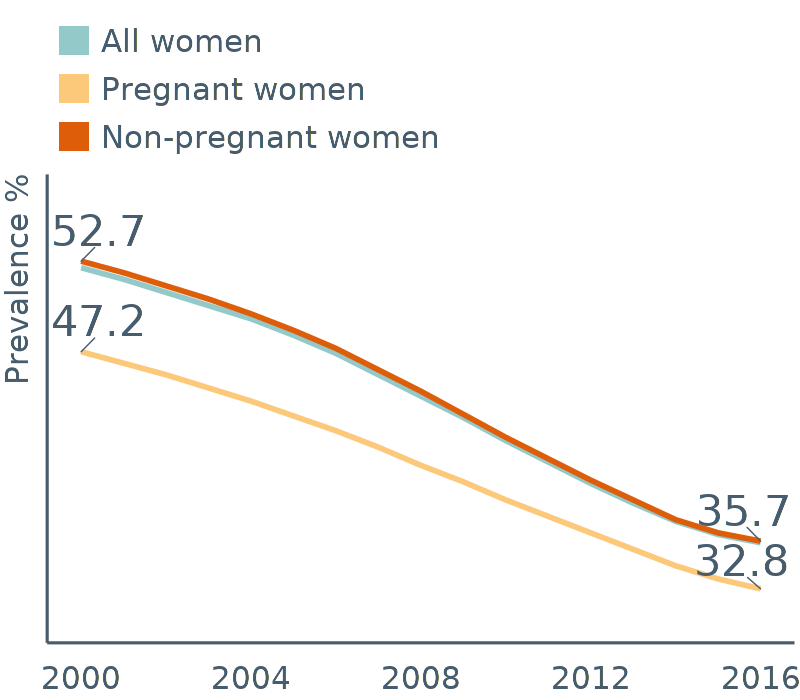 All women
Pregnant women
Non-pregnant women
Prevalence %
52.7
47.2
35.7
32.8
2000 2004 2008 2012 2016